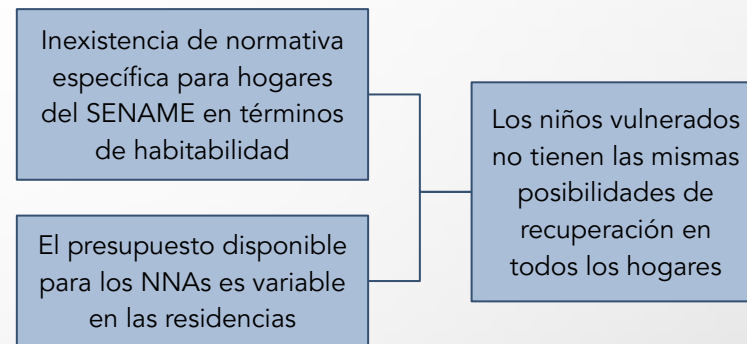 Inexistencia de normativa
específica para hogares
del SENAME en términos
de habitabilidad
El presupuesto disponible
para los NNAs es variable
en las residencias
Los niños vulnerados
no tienen las mismas
posibilidades de
recuperación en
todos los hogares